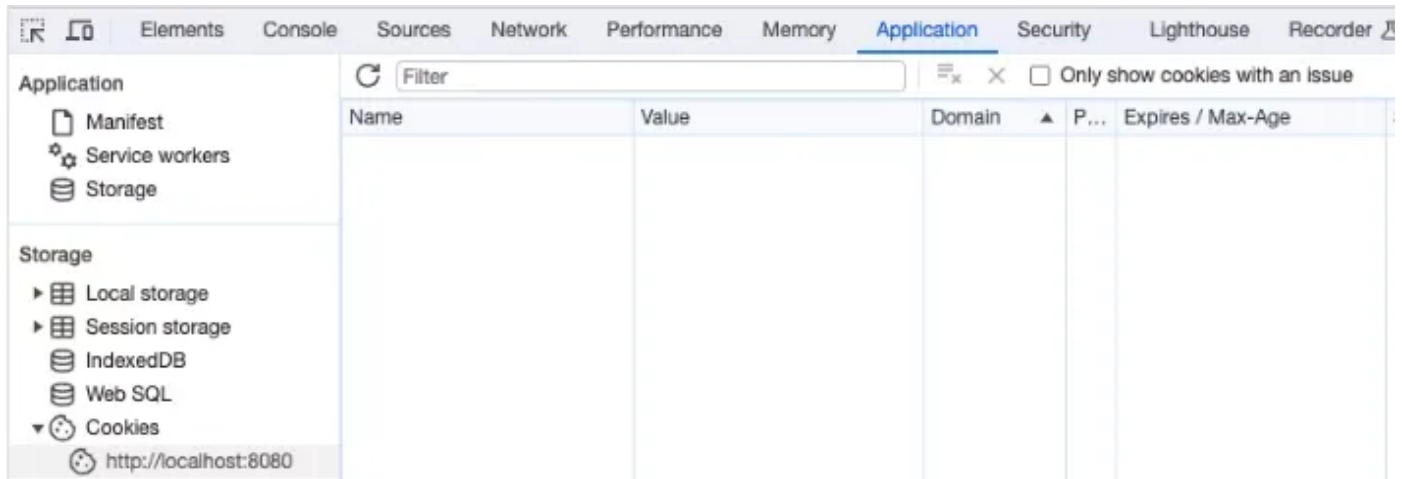 Elements Console Sources Network Performance Memory Application Security Lighthouse Recorder
Application
Manifest
Service workers
Storage
Storage
Local storage
Session storage
IndexedDB
Web SQL
Cookies
http://localhost:8080
Filter
Only show cookies with an issue
Name Value Domain P... Expires / Max-Age